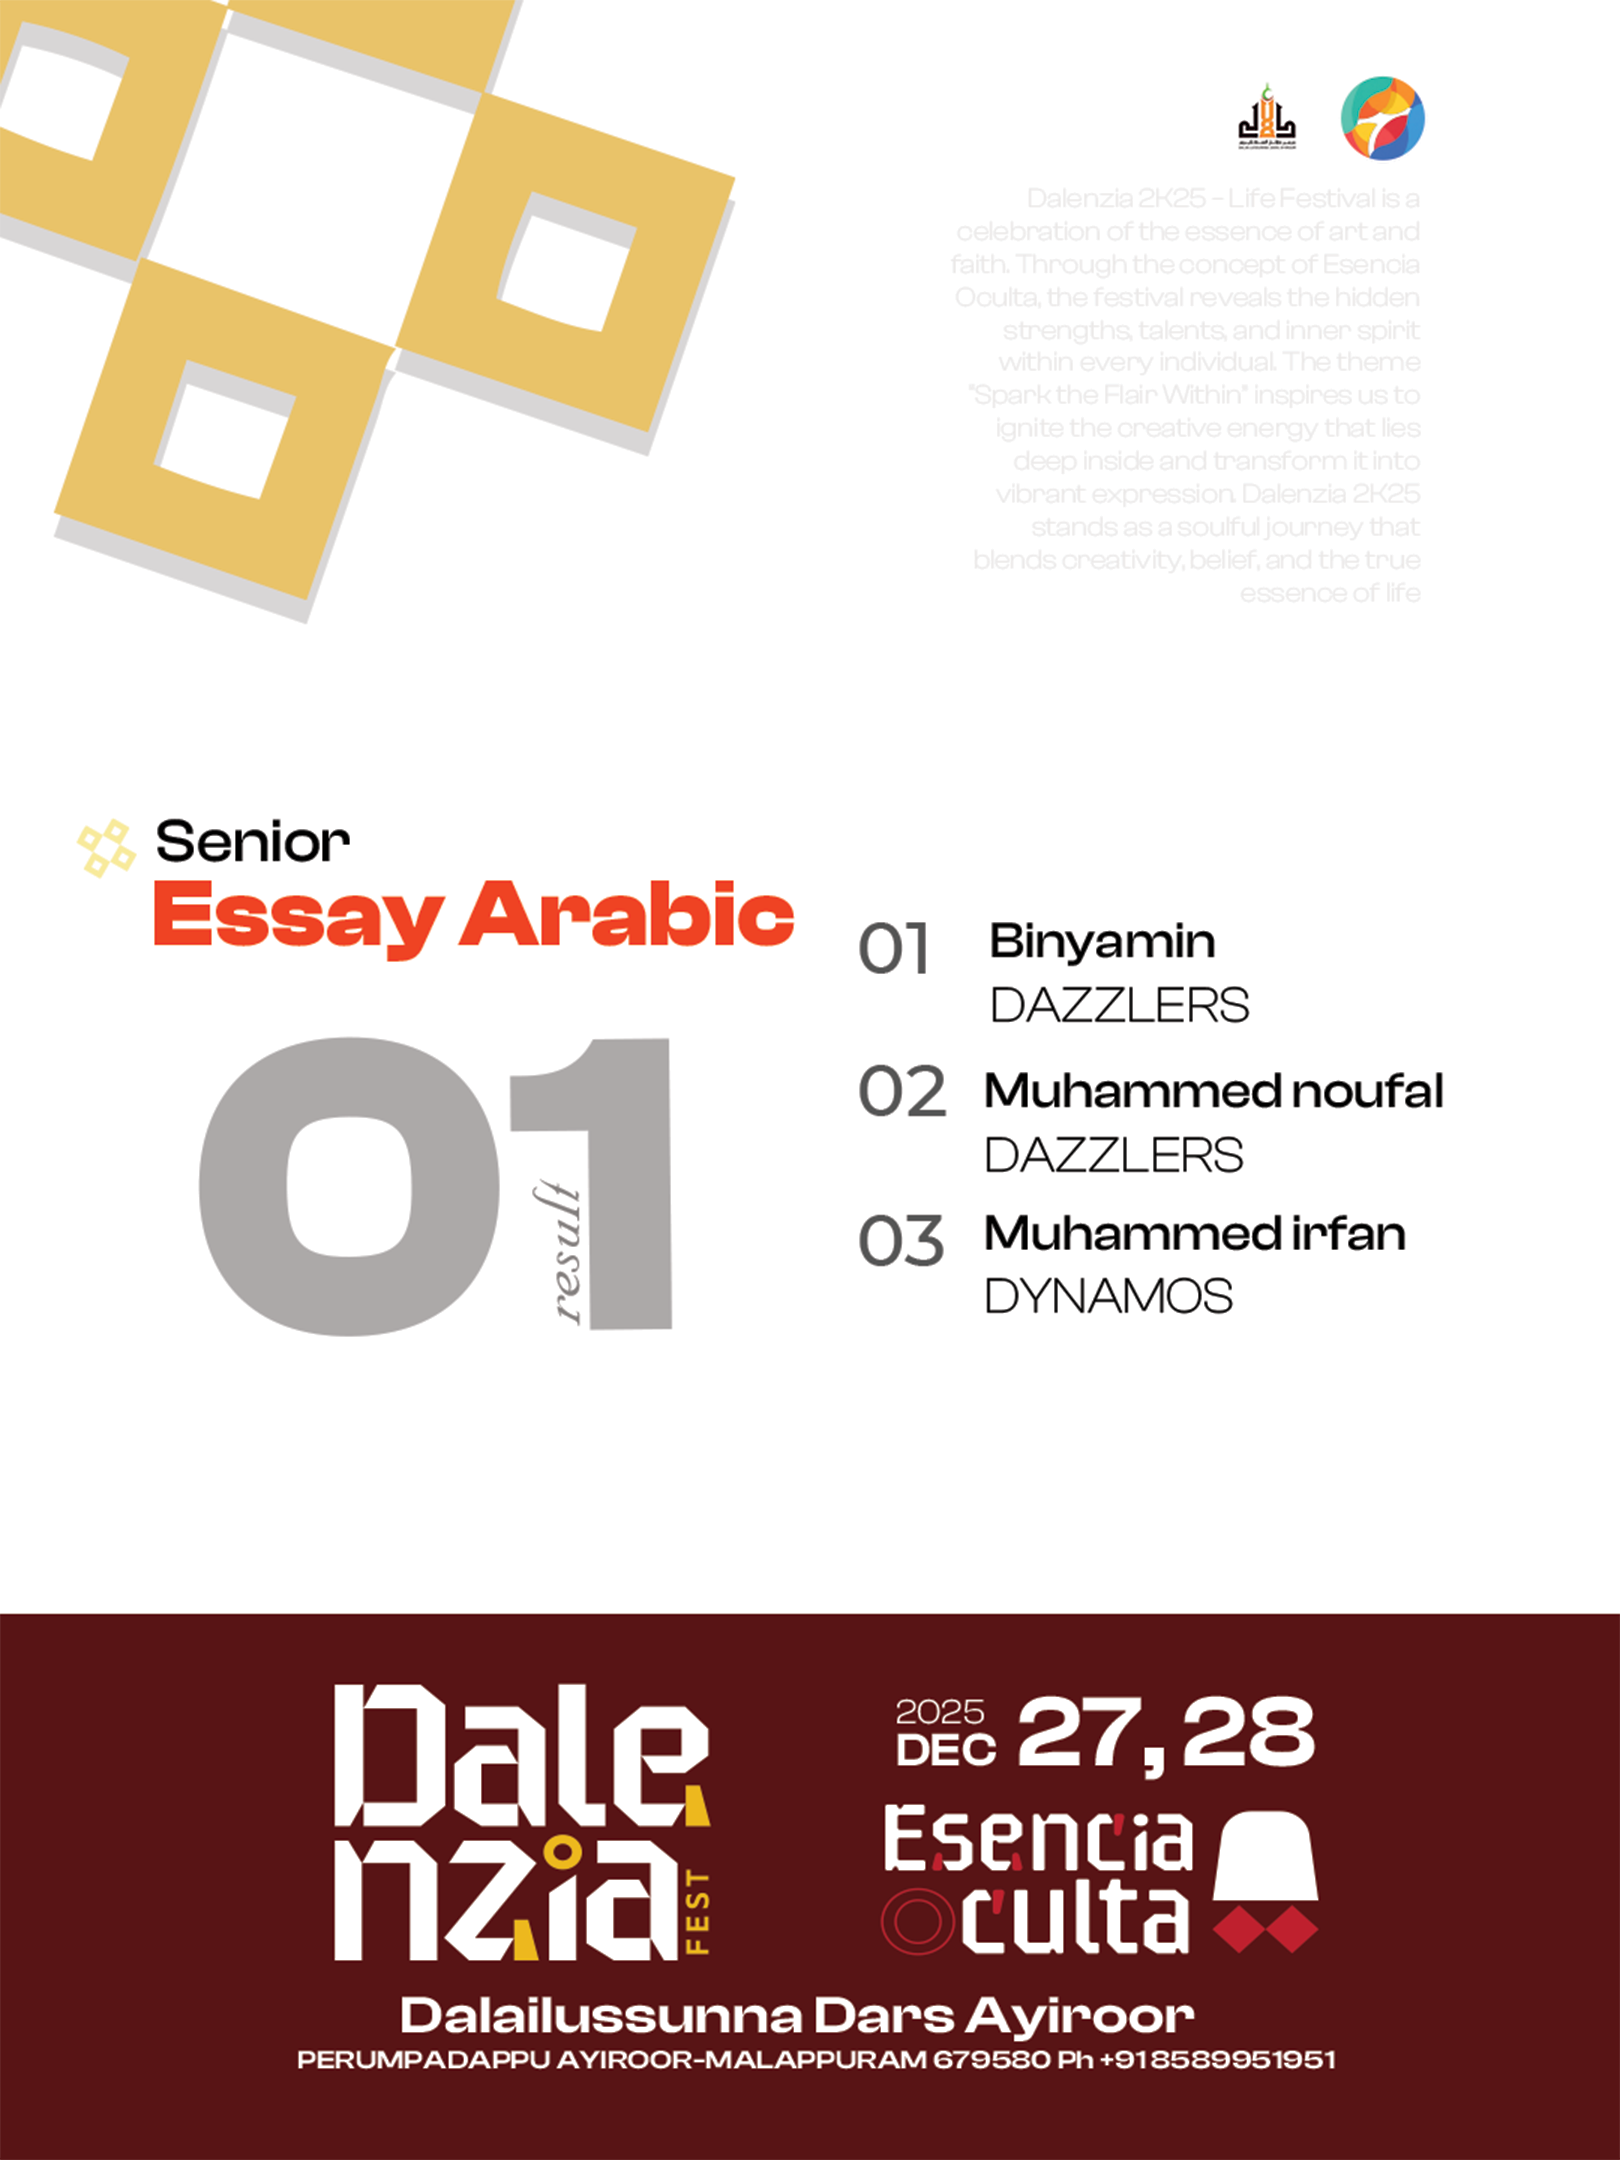 Dalenzia 2K25 – Life Festival is a
celebration of the essence of art and
faith. Through the concept of Esencia
Oculta, the festival reveals the hidden
strengths, talents, and inner spirit
within every individual. The theme
"Spark the Flair Within" inspires us to
ignite the creative energy that lies
deep inside and transform it into
vibrant expression. Dalenzia 2K25
stands as a soulful journey that
blends creativity, belief, and the true
essence of life
Senior
Essay Arabic
01
result
01 Binyamin
DAZZLERS
02 Muhammed noufal
DAZZLERS
03 Muhammed irfan
DYNAMOS
Dale
nzia
FEST
2025
DEC 27,28
Esencia
Oculta
Dalailussunna Dars Ayiroor
PERUMPADAPPU AYIROOR-MALAPPURAM 679580 Ph +918589951951